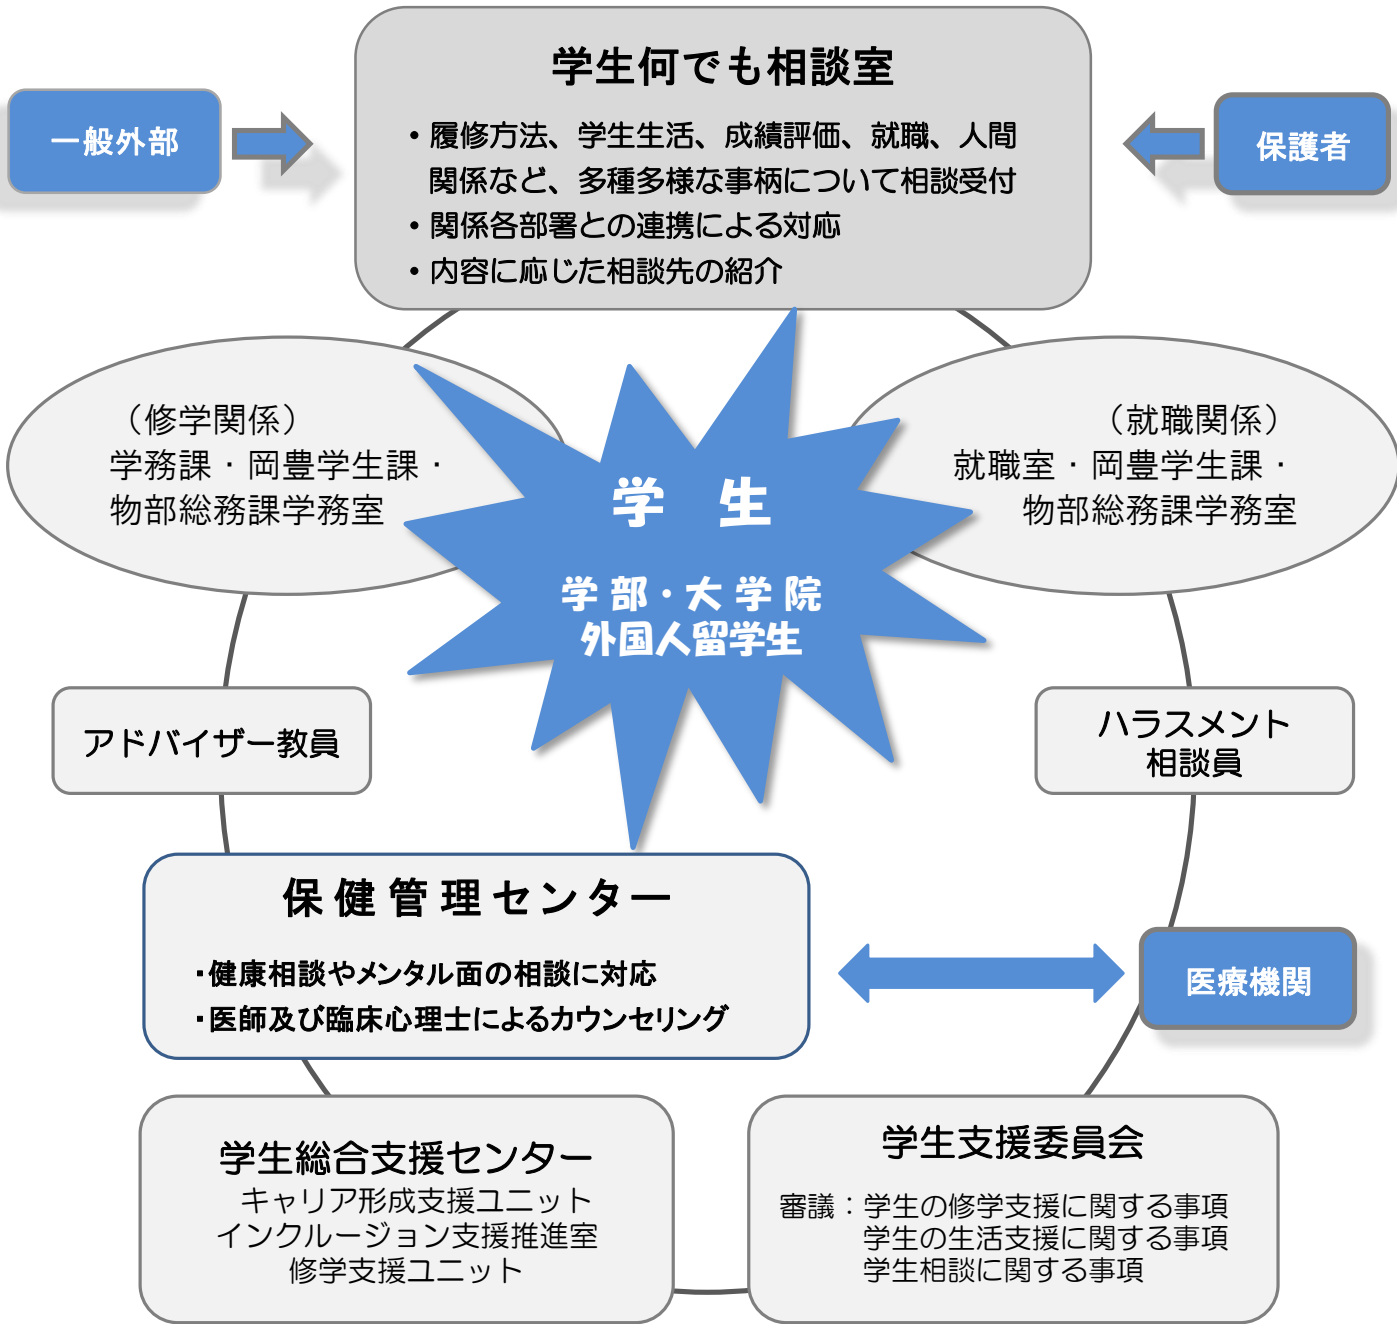 学生何でも相談室
一般外部
保護者
・履修方法、学生生活、成績評価、就職、人間
関係など、多種多様な事柄について相談受付
・関係各部署との連携による対応
・内容に応じた相談先の紹介
（修学関係）
学務課・岡豊学生課・
物部総務課学務室
（就職関係）
就職室・岡豊学生課・
物部総務課学務室
学　生
学部・大学院
外国人留学生
アドバイザー教員
ハラスメント
相談員
保健管理センター
・健康相談やメンタル面の相談に対応
・医師及び臨床心理士によるカウンセリング
医療機関
学生総合支援センター
キャリア形成支援ユニット
インクルージョン支援推進室
修学支援ユニット
学生支援委員会
審議：学生の修学支援に関する事項
学生の生活支援に関する事項
学生相談に関する事項